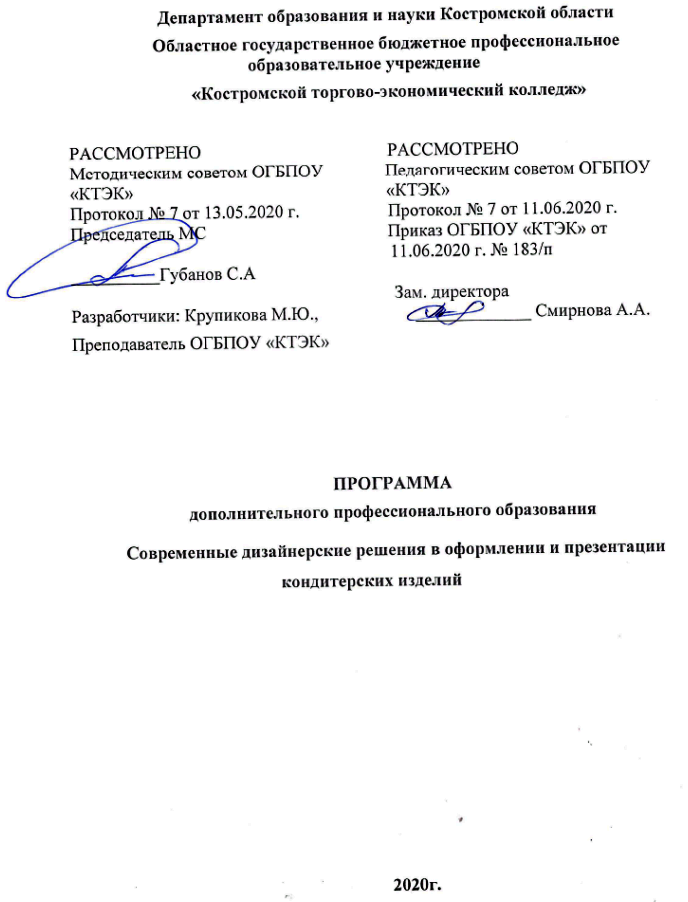 Департамент образования и науки Костромской области
Областное государственное бюджетное профессиональное
образовательное учреждение
«Костромской торгово-экономический колледж»
РАССМОТРЕНО
Методическим советом ОГБПОУ
«КТЭК»
Протокол № 7 от 13.05.2020 г.
Председатель МС
____________Губанов С.А
Разработчики: Крупикова М.Ю.,
Преподаватель ОГБПОУ «КТЭК»
РАССМОТРЕНО
Педагогическим советом ОГБПОУ
«КТЭК»
Протокол № 7 от 11.06.2020 г.
Приказ ОГБПОУ «КТЭК» от
11.06.2020 г. № 183/п
Зам. директора
_____________ Смирнова А.А.
ПРОГРАММА
дополнительного профессионального образования
Современные дизайнерские решения в оформлении и презентации
кондитерских изделий
2020г.